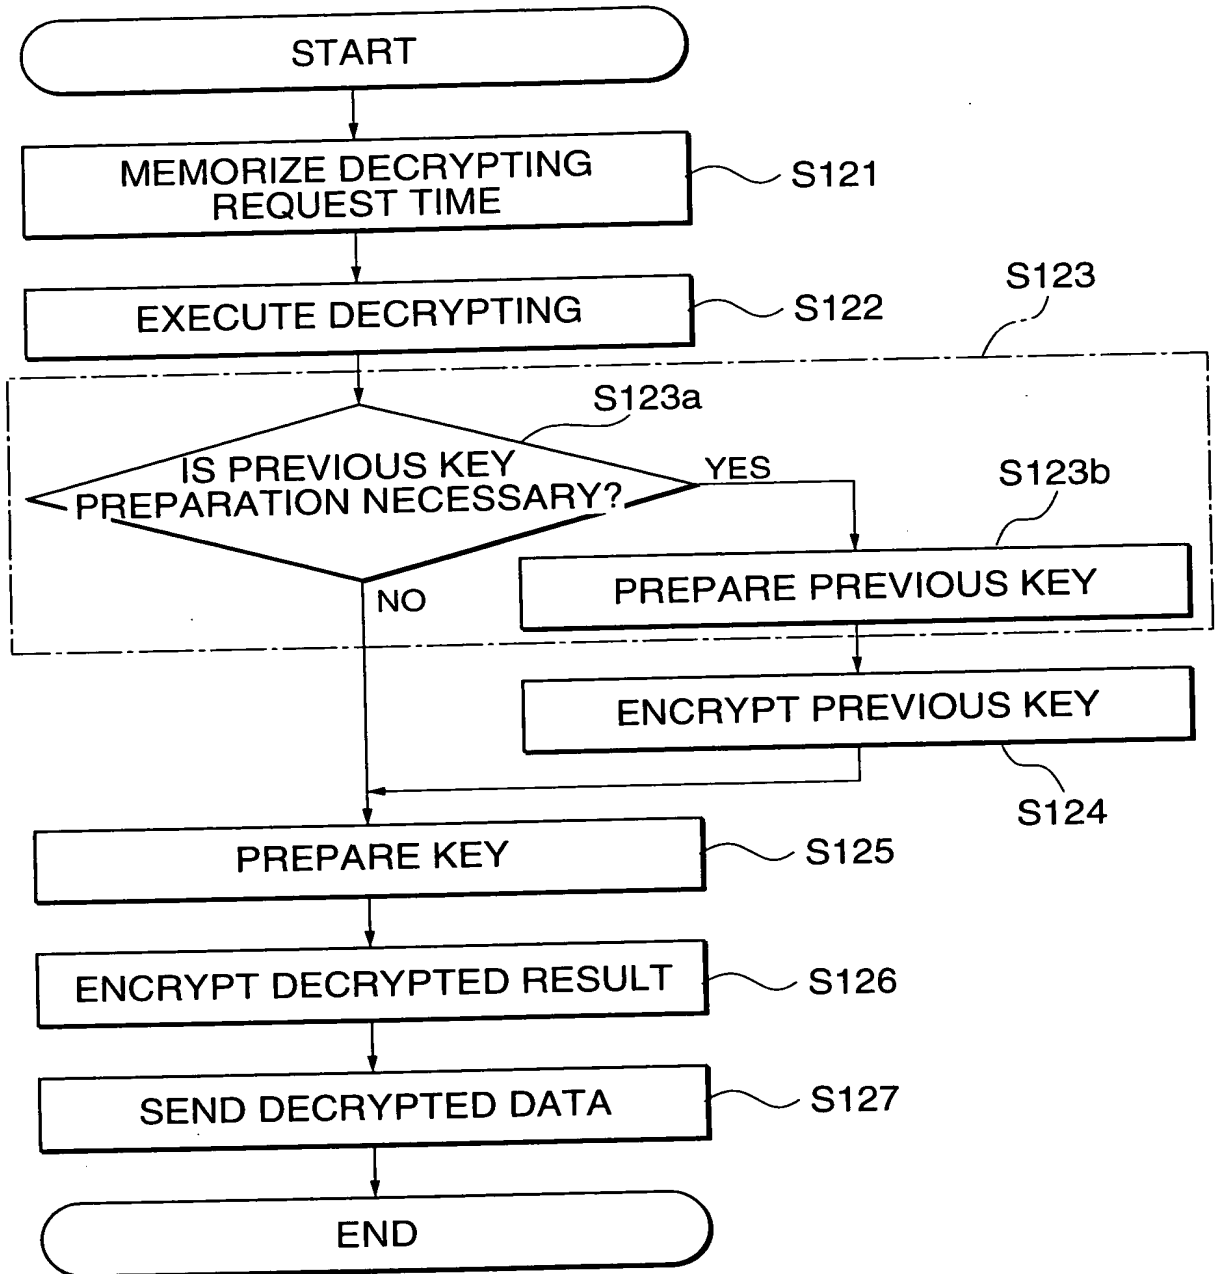 START
MEMORIZE DECRYPTING
REQUEST TIME
S121
EXECUTE DECRYPTING
S122
S123
S123a
IS PREVIOUS KEY
PREPARATION NECESSARY?
YES
NO
S123b
PREPARE PREVIOUS KEY
ENCRYPT PREVIOUS KEY
S124
PREPARE KEY
S125
ENCRYPT DECRYPTED RESULT
S126
SEND DECRYPTED DATA
S127
END